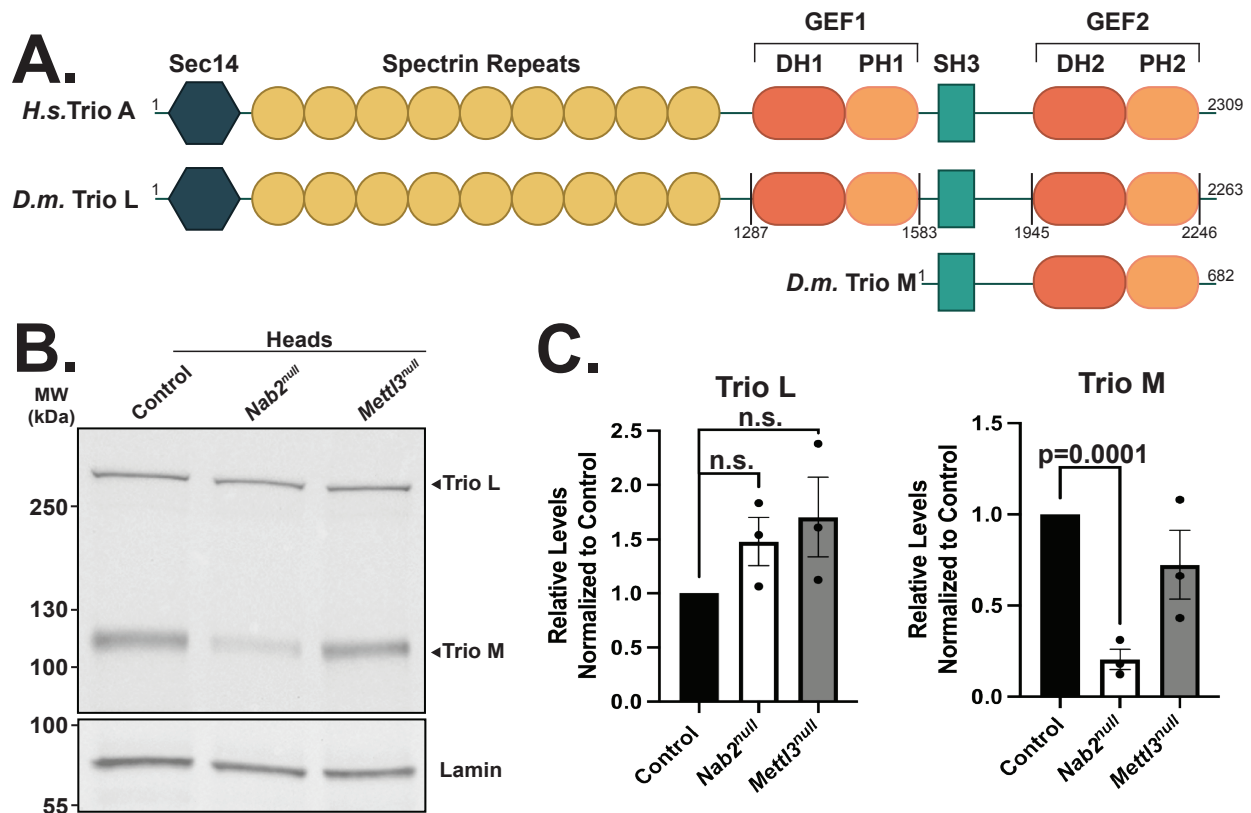 A.
GEF1 GEF2
Sec14 Spectrin Repeats DH1 PH1 SH3 DH2 PH2
H.s.Trio A 1 2309
D.m. Trio L 1 2263
1287 1583 1945 2246
D.m. Trio M 1 682
B.
Heads
MW
(kDa)
Control Nab2null Mettl3null
Trio L
250
130
Trio M
100
100
Lamin
55
C.
Trio L
n.s.
n.s.
Relative Levels
Normalized to Control
2.5
2.0
1.5
1.0
0.5
0.0
Control Nab2null Mettl3null
Trio M
p=0.0001
Relative Levels
Normalized to Control
1.5
1.0
0.5
0.0
Control Nab2null Mettl3null